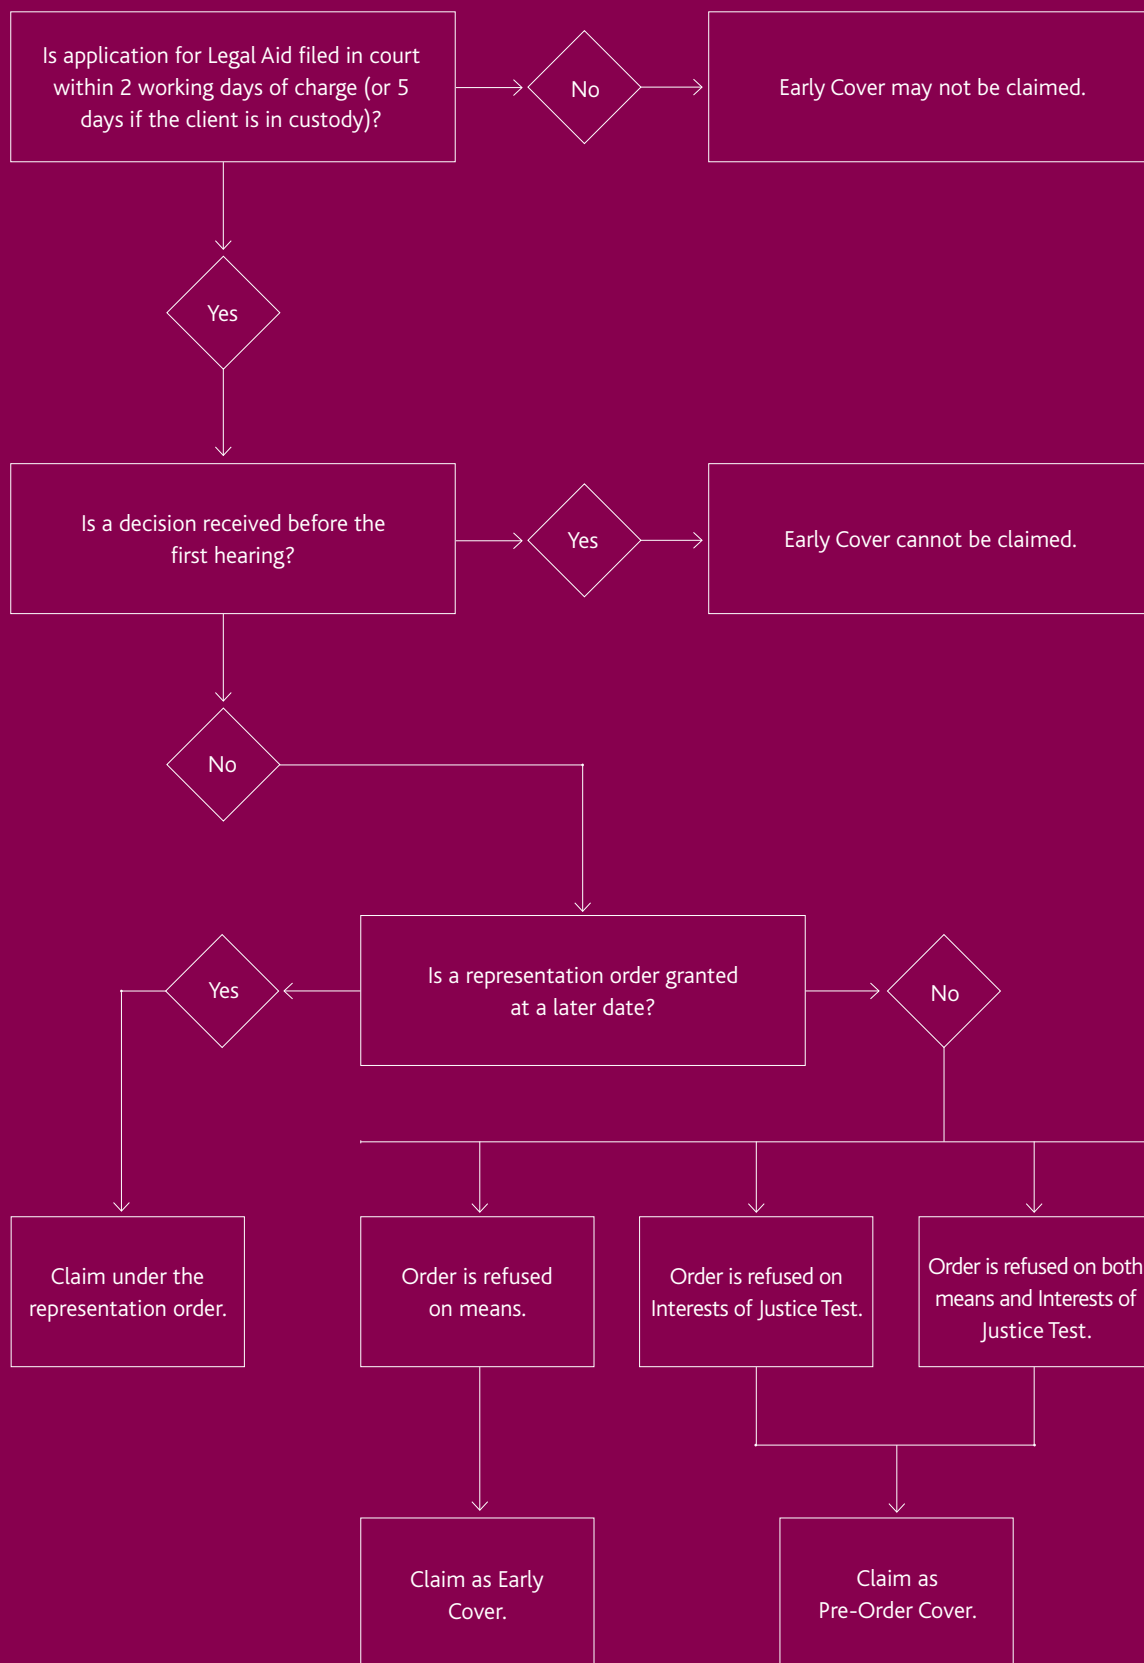 Is application for Legal Aid filed in court
within 2 working days of charge (or 5
days if the client is in custody)?
No
Early Cover may not be claimed.
Yes
Is a decision received before the
first hearing?
Yes
Early Cover cannot be claimed.
No
Is a representation order granted
at a later date?
Yes
No
Claim under the
representation order.
Order is refused
on means.
Order is refused on
Interests of Justice Test.
Order is refused on both
means and Interests of
Justice Test.
Claim as Early
Cover.
Claim as
Pre-Order Cover.